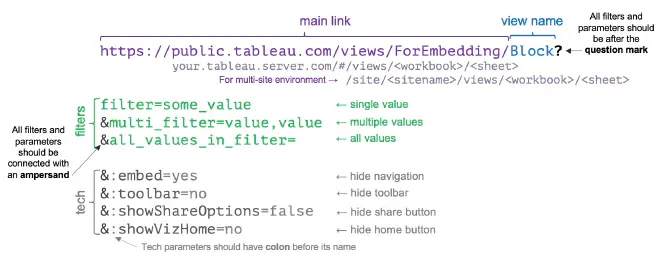 main link
view name
All filters and
parameters should
be after the
question mark
https://public.tableau.com/views/ForEmbedding/Block?
your.tableau.server.com/#/views/<workbook>/<sheet>
For multi-site environment → /site/<sitename>/views/<workbook>/<sheet>
All filters and
parameters
should be
connected with
an ampersand
filters
filter=some_value ← single value
&multi_filter=value,value ← multiple values
&all_values_in_filter= ← all values
tech
&:embed=yes ← hide navigation
&:toolbar=no ← hide toolbar
&:showShareOptions=false ← hide share button
&:showVizHome=no ← hide home button
Tech parameters should have colon before its name